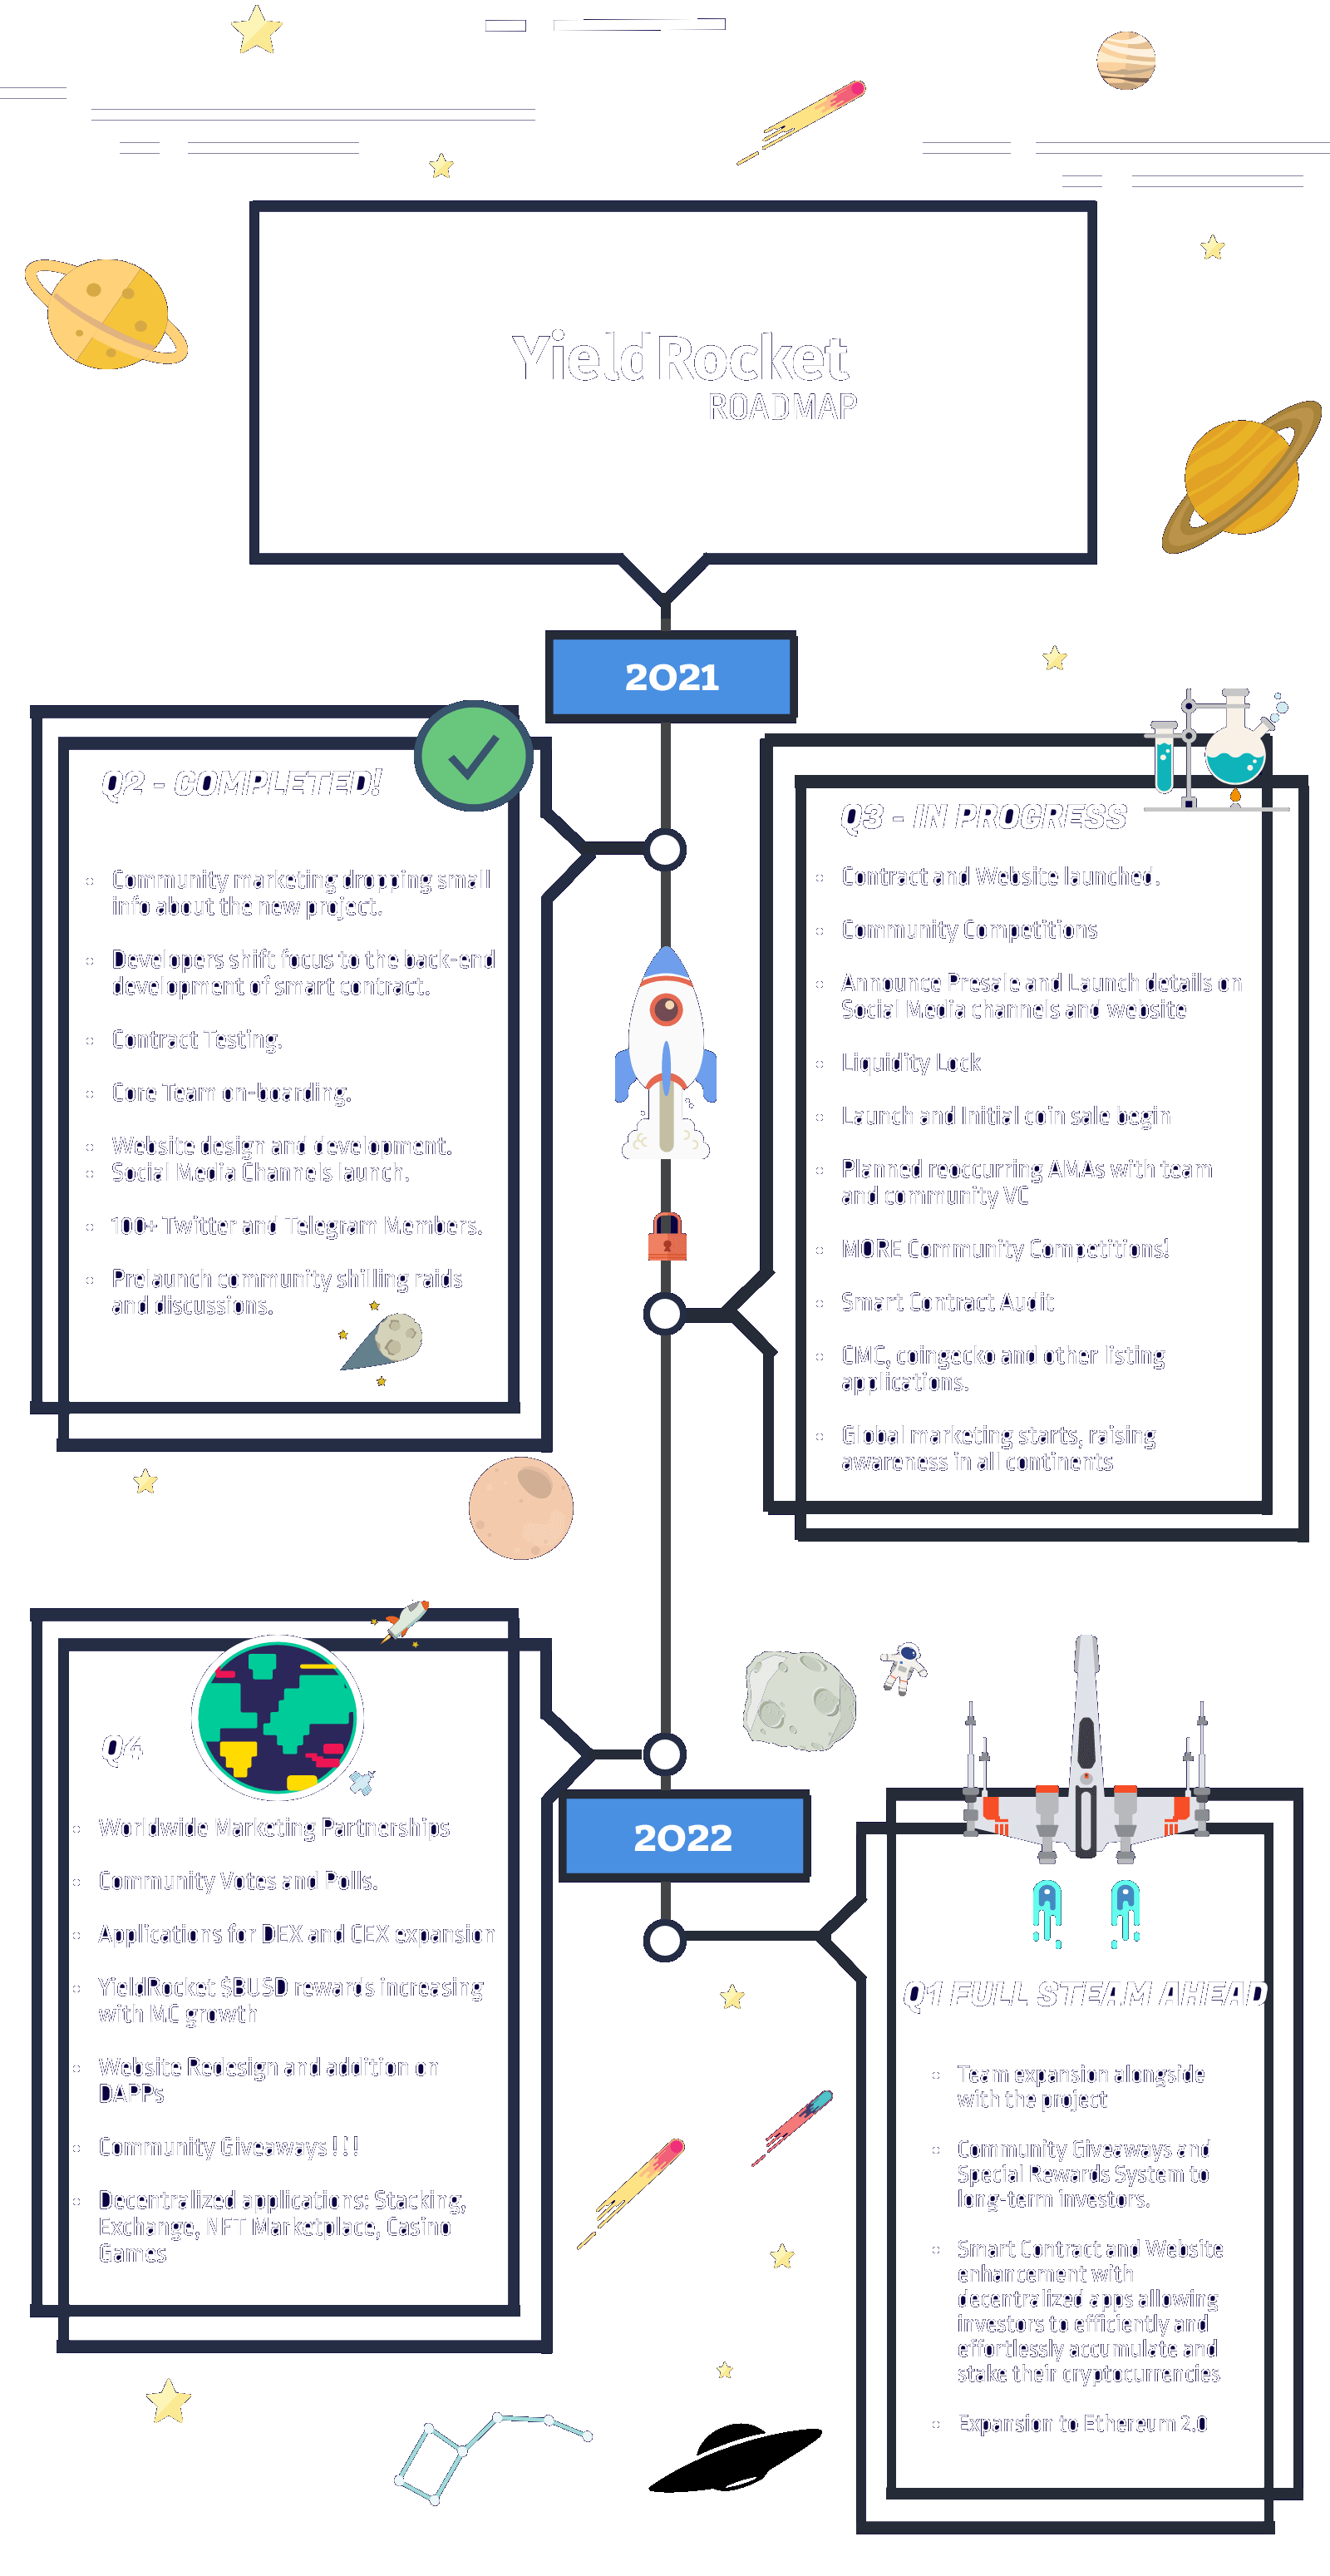 YieldRocket
ROADMAP
2021
Q2 - COMPLETED!
Community marketing dropping small
info about the new project.
Developers shift focus to the back-end
development of smart contract.
Contract Testing.
Core Team on-boarding.
Website design and development.
Social Media Channels launch.
100+ Twitter and Telegram Members.
Prelaunch community shilling raids
and discussions.
Q3 - IN PROGRESS
Contract and Website launched.
Community Competitions
Announce Presale and Launch details on
Social Media channels and website
Liquidity Lock
Launch and Initial coin sale begin
Planned reoccurring AMAs with team
and community VC
MORE Community Competitions!
Smart Contract Audit
CMC, coingecko and other listing
applications.
Global marketing starts, raising
awareness in all continents
Q4
Worldwide Marketing Partnerships
Community Votes and Polls.
Applications for DEX and CEX expansion
YieldRocket $BUSD rewards increasing
with MC growth
Website Redesign and addition on
DAPPs
Community Giveaways!!!
Decentralized applications: Stacking,
Exchange, NFT Marketplace, Casino
Games
2022
Q1 FULL STEAM AHEAD
Team expansion alongside
with the project
Community Giveaways and
Special Rewards System to
long-term investors.
Smart Contract and Website
enhancement with
decentralized apps allowing
investors to efficiently and
effortlessly accumulate and
stake their cryptocurrencies
Expansion to Ethereum 2.0